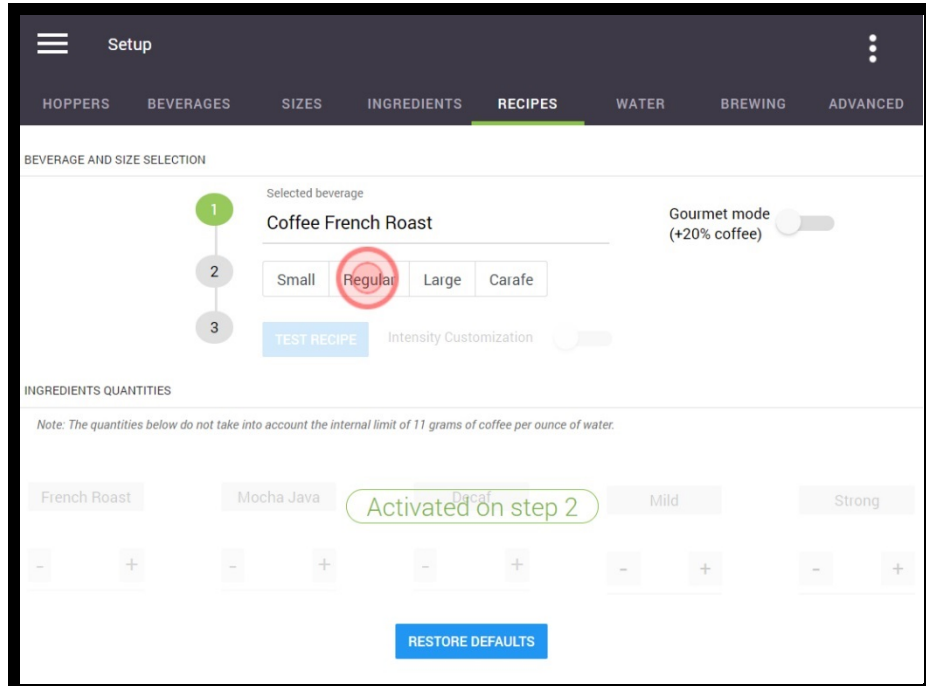 Setup
HOPPERS BEVERAGES SIZES INGREDIENTS RECIPES WATER BREWING ADVANCED
BEVERAGE AND SIZE SELECTION
1
Selected beverage
Coffee French Roast
Gourmet mode
(+20% coffee)
2
Small Regular Large Carafe
3
TEST RECIPE Intensity Customization
INGREDIENTS QUANTITIES
Note: The quantities below do not take into account the internal limit of 11 grams of coffee per ounce of water.
French Roast Mocha Java Decaf Mild Strong
Activated on step 2
- + - + - + - + - +
RESTORE DEFAULTS